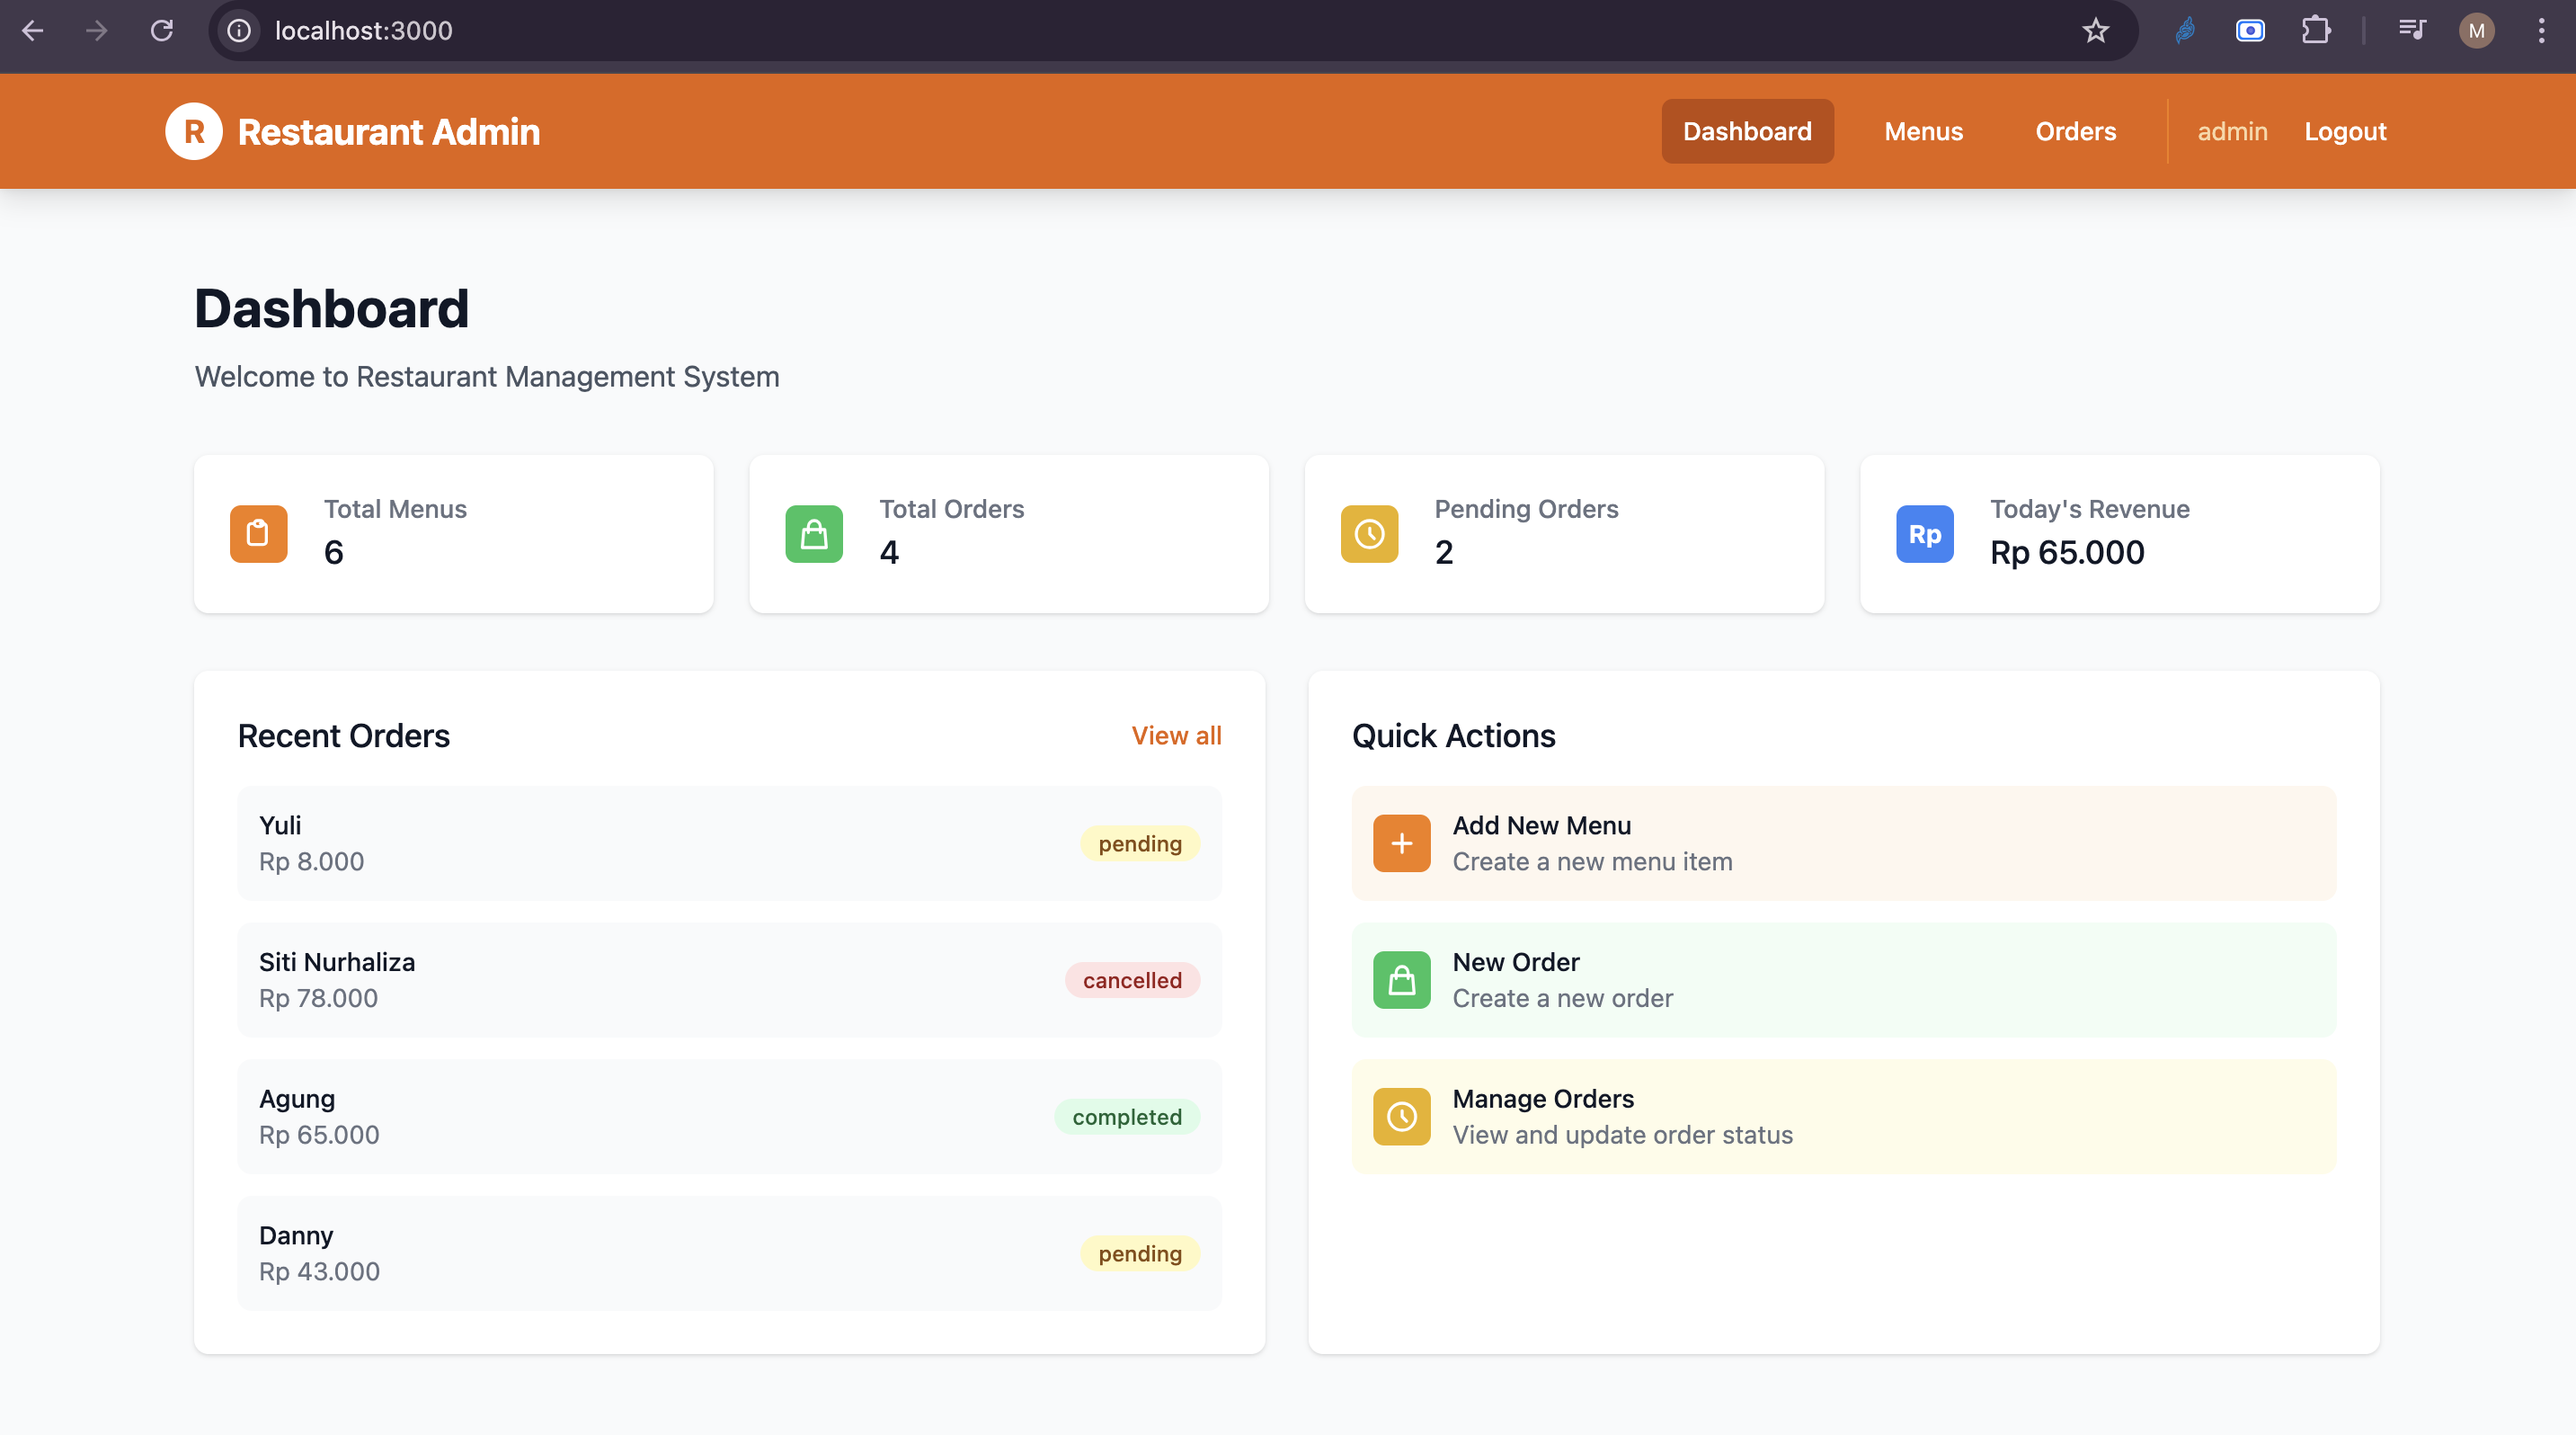 localhost:3000
M
R
Restaurant Admin
Dashboard
Menus
Orders
admin
Logout
Dashboard
Welcome to Restaurant Management System
Total Menus
6
Total Orders
4
Pending Orders
2
Rp
Today's Revenue
Rp 65.000
Recent Orders
View all
Yuli
Rp 8.000
pending
Siti Nurhaliza
Rp 78.000
cancelled
Agung
Rp 65.000
completed
Danny
Rp 43.000
pending
Quick Actions
Add New Menu
Create a new menu item
New Order
Create a new order
Manage Orders
View and update order status